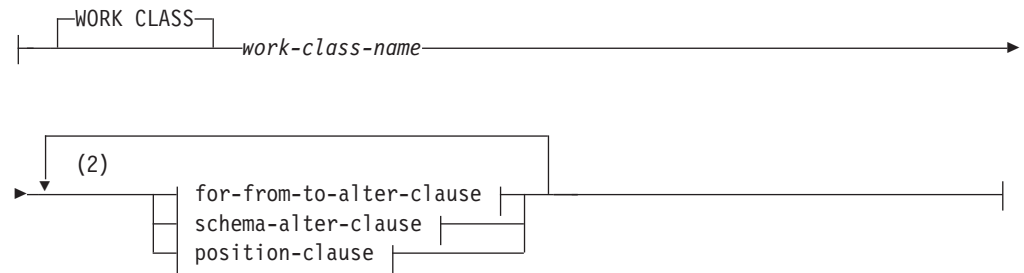 WORK CLASS
work-class-name
(2)
for-from-to-alter-clause
schema-alter-clause
position-clause